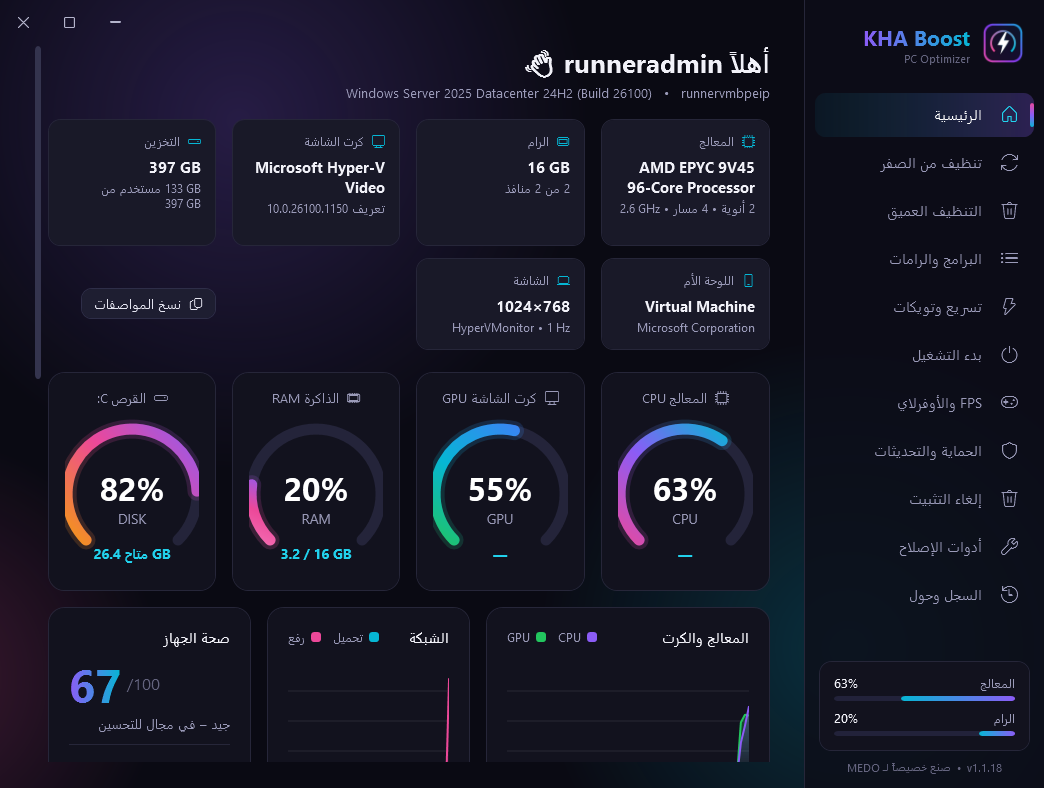 KHA Boost
PC Optimizer
الرئيسية
تنظيف من الصفر
التنظيف العميق
البرامج والرامات
تسريع وتويكات
بدء التشغيل
FPS والأوفرلاي
الحماية والتحديثات
إلغاء التثبيت
أدوات الإصلاح
السجل وحول
المعالج 63%
الرام 20%
v1.1.18 • صنع خصيصاً لـ MEDO
أهلاً runneradmin
runnervmbpeip • Windows Server 2025 Datacenter 24H2 (Build 26100)
المعالج
AMD EPYC 9V45
96-Core Processor
2 أنوية • 4 مسار • 2.6 GHz
الرام
16 GB
2 من 2 منافذ
كرت الشاشة
Microsoft Hyper-V
Video
تعريف 10.0.26100.1150
التخزين
397 GB
133 GB مستخدم من
397 GB
اللوحة الأم
Virtual Machine
Microsoft Corporation
الشاشة
1024×768
HyperVMonitor • 1 Hz
نسخ المواصفات
المعالج CPU
63%
CPU
—
كرت الشاشة GPU
55%
GPU
—
الذاكرة RAM
20%
RAM
3.2 / 16 GB
القرص C:
82%
DISK
26.4 متاح GB
المعالج والكرت
CPU
GPU
الشبكة
تحميل
رفع
صحة الجهاز
67 /100
جيد – في مجال للتحسين